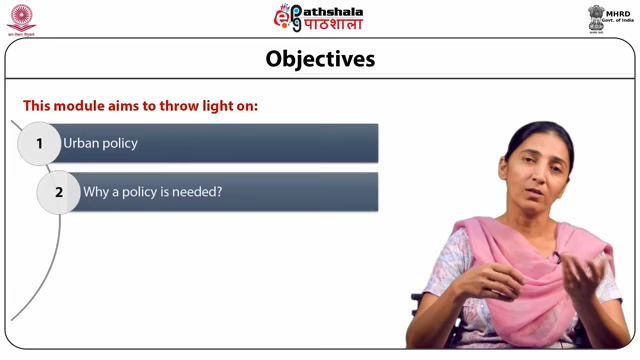 ePathshala
पाठशाला
MHRD
Govt. of India
Objectives
This module aims to throw light on:
1 Urban policy
2 Why a policy is needed?